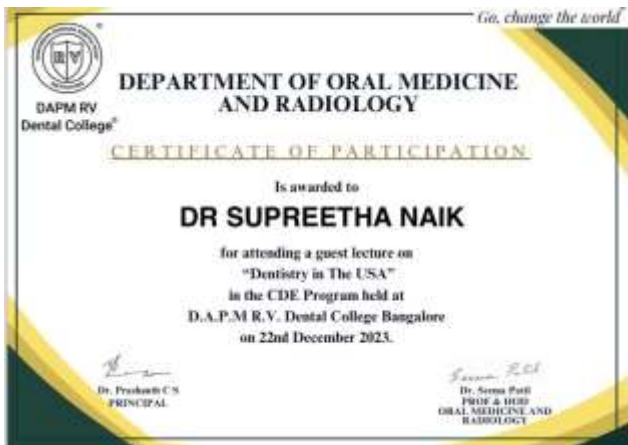 Go, change the world
RV
DAPM RV
Dental College®
DEPARTMENT OF ORAL MEDICINE
AND RADIOLOGY
CERTIFICATE OF PARTICIPATION
Is awarded to
DR SUPREETHA NAIK
for attending a guest lecture on
“Dentistry in The USA”
in the CDE Program held at
D.A.P.M R.V. Dental College Bangalore
on 22nd December 2023.
Dr. Prashanth C S
PRINCIPAL
Dr. Seema Patil
PROF & HOD
ORAL MEDICINE AND
RADIOLOGY